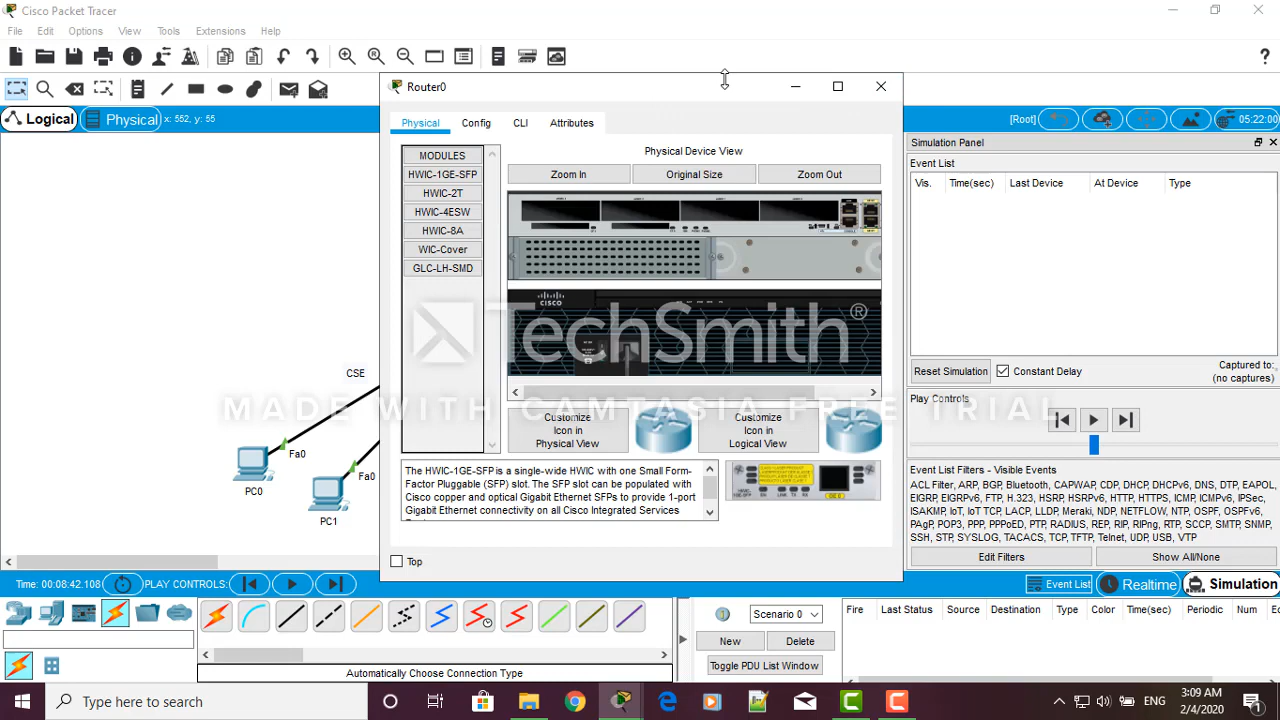 Cisco Packet Tracer
File Edit Options View Tools Extensions Help
Router0
Logical Physical x: 552, y: 55
[Root] 05:22:00
Physical Config CLI Attributes
Simulation Panel
Event List
Vis. Time(sec) Last Device At Device Type
MODULES
HWIC-1GE-SFP
HWIC-2T
HWIC-4ESW
HWIC-8A
WIC-Cover
GLC-LH-SMD
Physical Device View
Zoom In Original Size Zoom Out
CISCO
TechSmith®
MADE WITH CAMTASIA FREE TRIAL
Customize
Icon in
Physical View
Customize
Icon in
Logical View
The HWIC-1GE-SFP is a single-wide HWIC with one Small Form-
Factor Pluggable (SFP) slot. The SFP slot can be populated with
Cisco copper and optical Gigabit Ethernet SFPs to provide 1-port
Gigabit Ethernet connectivity on all Cisco Integrated Services
Top
CSE
Fa0
PC0
Fa0
PC1
Reset Simulation Constant Delay Captured to:
(no captures)
Play Controls
Event List Filters - Visible Events
ACL Filter, ARP, BGP, Bluetooth, CAPWAP, CDP, DHCP, DHCPv6, DNS, DTP, EAPOL,
EIGRP, EIGRPv6, FTP, H.323, HSRP, HSRPv6, HTTP, HTTPS, ICMP, ICMPv6, IPSec,
ISAKMP, IoT, IoT TCP, LACP, LLDP, Meraki, NDP, NETFLOW, NTP, OSPF, OSPFv6,
PAgP, POP3, PPP, PPPoED, PTP, RADIUS, REP, RIP, RIPng, RTP, SCCP, SMTP, SNMP,
SSH, STP, SYSLOG, TACACS, TCP, TFTP, Telnet, UDP, USB, VTP
Edit Filters Show All/None
Time: 00:08:42.108 PLAY CONTROLS:
Event List Realtime Simulation
Scenario 0
New Delete
Toggle PDU List Window
Fire Last Status Source Destination Type Color Time(sec) Periodic Num
Automatically Choose Connection Type
Type here to search
ENG
3:09 AM
2/4/2020